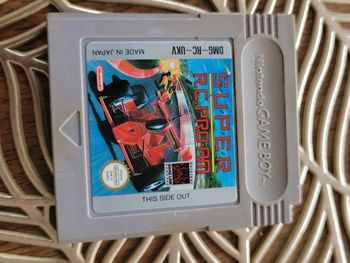 Nintendo GAME BOY
DMG-RC-UKV
MADE IN JAPAN
SUPER
R.C. PRO-AM
THIS SIDE OUT